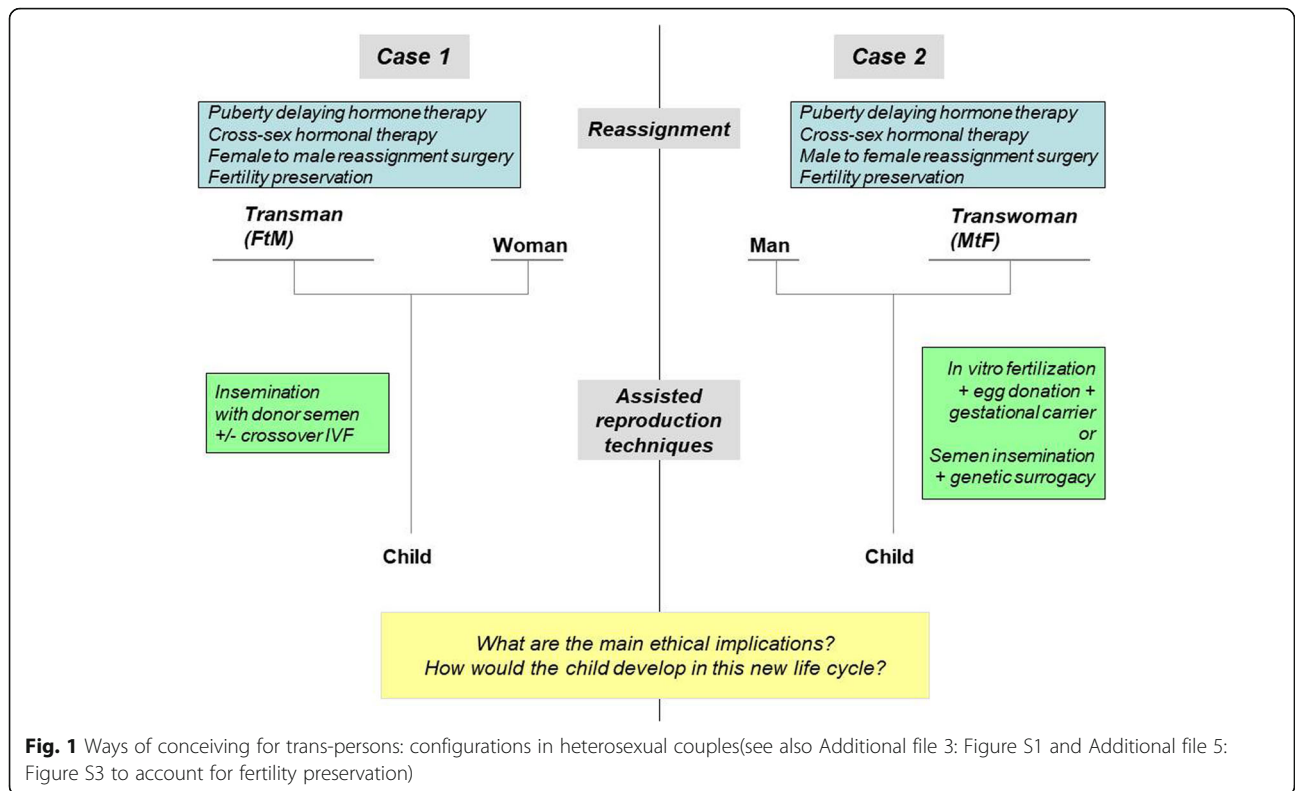 Case 1
Case 2
Puberty delaying hormone therapy
Cross-sex hormonal therapy
Female to male reassignment surgery
Fertility preservation
Reassignment
Puberty delaying hormone therapy
Cross-sex hormonal therapy
Male to female reassignment surgery
Fertility preservation
Transman
(FtM)
Woman
Man
Transwoman
(MtF)
Insemination
with donor semen
+/- crossover IVF
Assisted
reproduction
techniques
In vitro fertilization
+ egg donation +
gestational carrier
or
Semen insemination
+ genetic surrogacy
Child
Child
What are the main ethical implications?
How would the child develop in this new life cycle?
Fig. 1 Ways of conceiving for trans-persons: configurations in heterosexual couples(see also Additional file 3: Figure S1 and Additional file 5:
Figure S3 to account for fertility preservation)